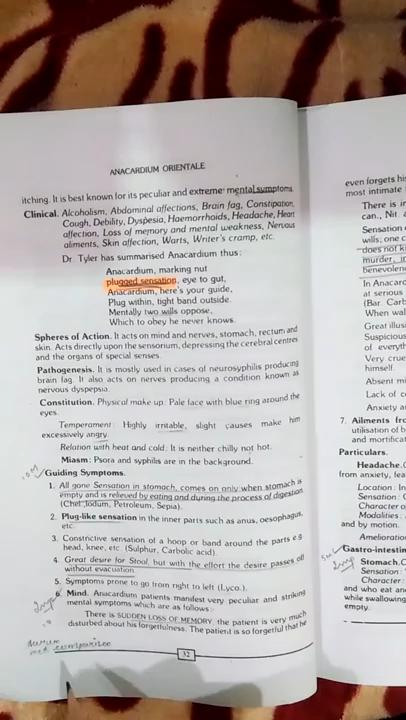 ANACARDIUM ORIENTALE
itching. It is best known for its peculiar and extreme mental symptoms.
Clinical. Alcoholism, Abdominal affections, Brain fag, Constipation,
Cough, Debility, Dyspesia, Haemorrhoids, Headache, Heart
affection, Loss of memory and mental weakness, Nervous
aliments, Skin affection, Warts, Writer's cramp, etc.
Dr. Tyler has summarised Anacardium thus :
Anacardium, marking nut
plugged sensation, eye to gut,
Anacardium, here's your guide,
Plug within, tight band outside.
Mentally two wills oppose,
Which to obey he never knows.
Spheres of Action. It acts on mind and nerves, stomach, rectum and
skin. Acts directly upon the sensorium, depressing the cerebral centres
and the organs of special senses.
Pathogenesis. It is mostly used in cases of neurosyphilis producing
brain fag. It also acts on nerves producing a condition known as
nervous dyspepsia.
Constitution. Physical make up: Pale face with blue ring around the
eyes.
Temperament: Highly irritable, slight causes make him
excessively angry.
Relation with heat and cold: It is neither chilly not hot.
Miasm: Psora and syphilis are in the background.
Guiding Symptoms.
1. All gone Sensation in stomach, comes on only when stomach is
empty and is relieved by eating and during the process of digestion.
(Chel, Iodum, Petroleum, Sepia).
2. Plug-like sensation in the inner parts such as anus, oesophagus,
etc.
3. Constrictive sensation of a hoop or band around the parts e.g
head, knee, etc. (Sulphur, Carbolic acid).
4. Great desire for Stool, but with the effort the desire passes off
without evacuation.
5. Symptoms prone to go from right to left (Lyco.).
6. Mind. Anacardium patients manifest very peculiar and striking
mental symptoms which are as follows :
There is SUDDEN LOSS OF MEMORY, the patient is very much
disturbed about his forgetfulness. The patient is so forgetful that he
32
even forgets hi
most intimate
There is ir
can., Nit. a
Sensation
wills; one c
does not k
murder, in
benevolenc
In Anacard
at serious
(Bar. Carb
When wal
Great illus
Suspicious
of everyth
Very crue
himself.
Absent mi
Lack of c
Anxiety a
7. Ailments fro
utilisation of b
and mortificat
Particulars.
Headache.
from anxiety, fea
Location: In
Sensation: C
Character o
Modalities.
and by motion.
Amelioratio
Gastro-intestin
Stomach.
Sensation:
Character:
and who eat an
while swallowing
empty.